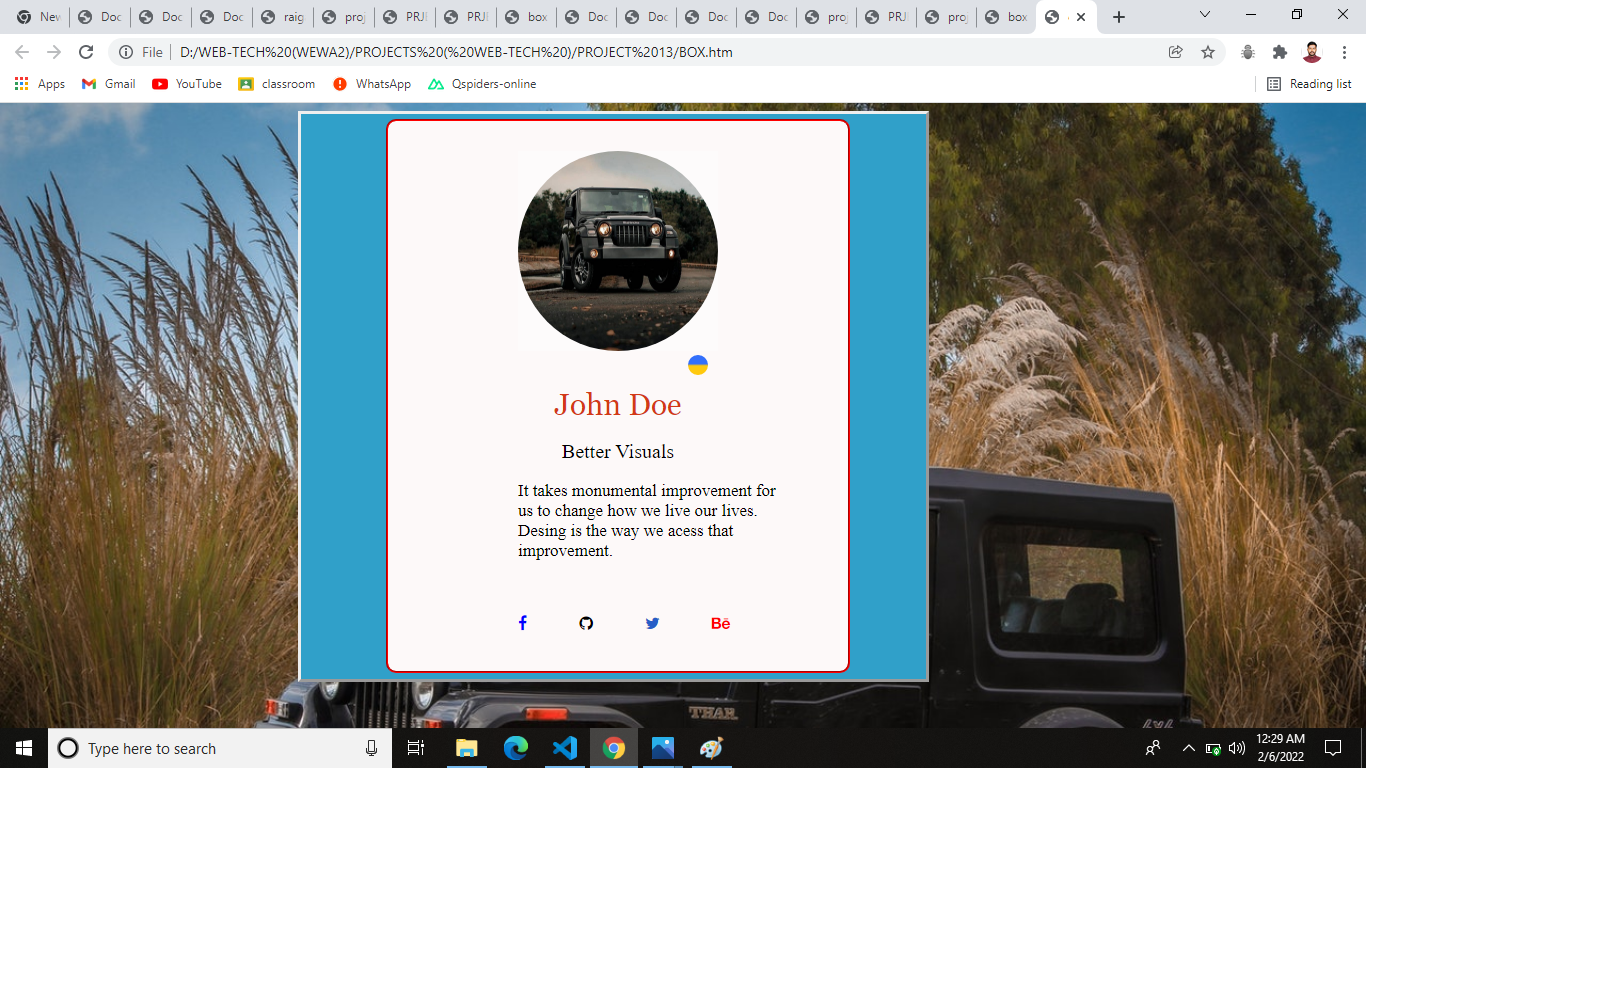 New
Doc
Doc
Doc
raig
proj
PRJ
PRJ
box
Doc
Doc
Doc
Doc
proj
PRJ
proj
box
File D:/WEB-TECH%20(WEWA2)/PROJECTS%20(%20WEB-TECH%20)/PROJECT%2013/BOX.htm
Apps Gmail YouTube classroom WhatsApp Qspiders-online Reading list
John Doe
Better Visuals
It takes monumental improvement for
us to change how we live our lives.
Desing is the way we acess that
improvement.
Bē
THAR
4x4
Type here to search
12:29 AM
2/6/2022